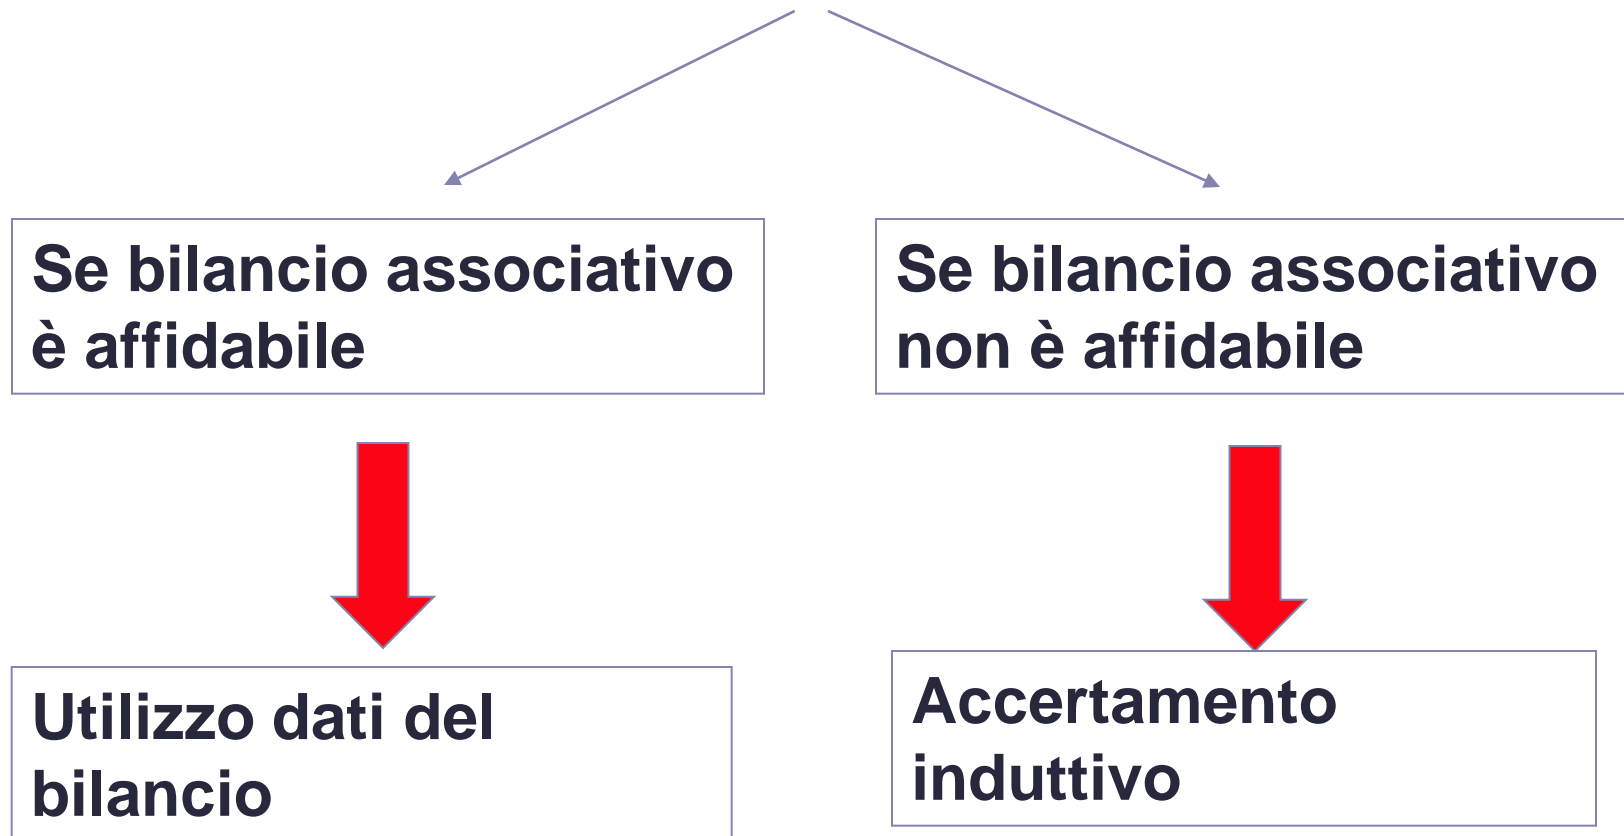 Se bilancio associativo
è affidabile
Se bilancio associativo
non è affidabile
Utilizzo dati del
bilancio
Accertamento
induttivo